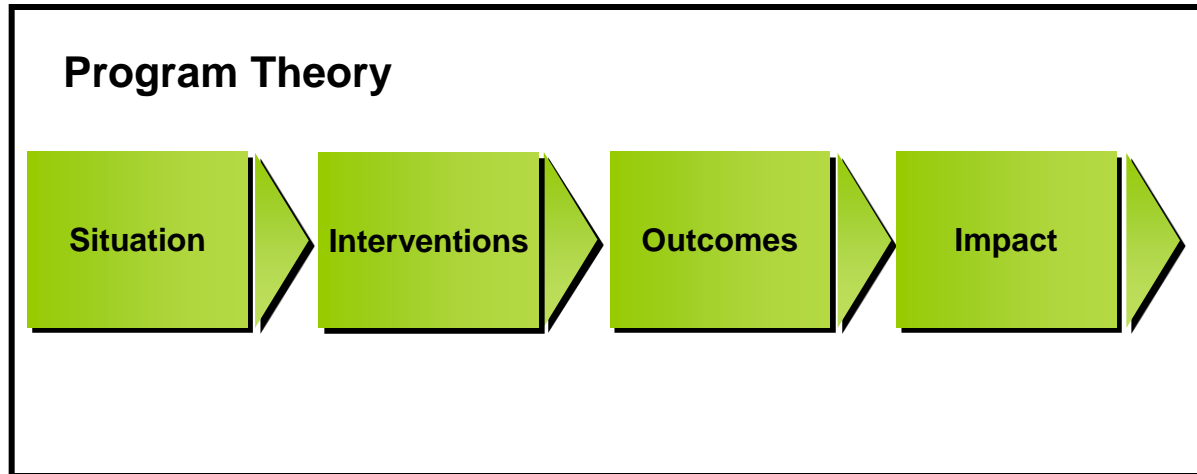 Program Theory
Situation
Interventions
Outcomes
Impact